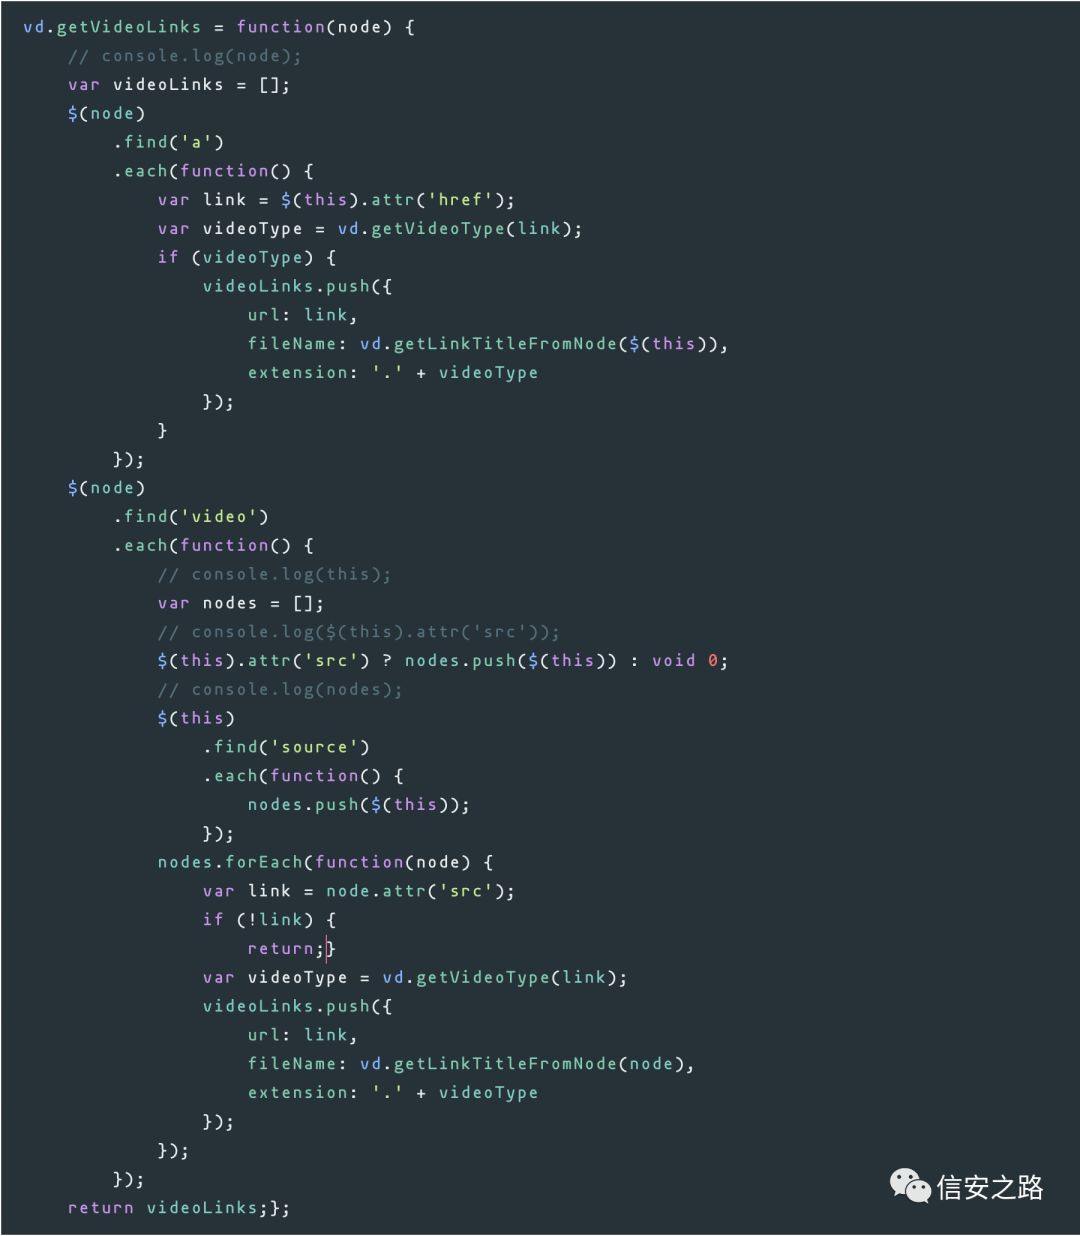 vd.getVideoLinks = function(node) {
    // console.log(node);
    var videoLinks = [];
    $(node)
        .find('a')
        .each(function() {
            var link = $(this).attr('href');
            var videoType = vd.getVideoType(link);
            if (videoType) {
                videoLinks.push({
                    url: link,
                    fileName: vd.getLinkTitleFromNode($(this)),
                    extension: '.' + videoType
                });
            }
        });
    $(node)
        .find('video')
        .each(function() {
            // console.log(this);
            var nodes = [];
            // console.log($(this).attr('src'));
            $(this).attr('src') ? nodes.push($(this)) : void 0;
            // console.log(nodes);
            $(this)
                .find('source')
                .each(function() {
                    nodes.push($(this));
                });
            nodes.forEach(function(node) {
                var link = node.attr('src');
                if (!link) {
                    return;}
                var videoType = vd.getVideoType(link);
                videoLinks.push({
                    url: link,
                    fileName: vd.getLinkTitleFromNode(node),
                    extension: '.' + videoType
                });
            });
        });
    return videoLinks;};
信安之路